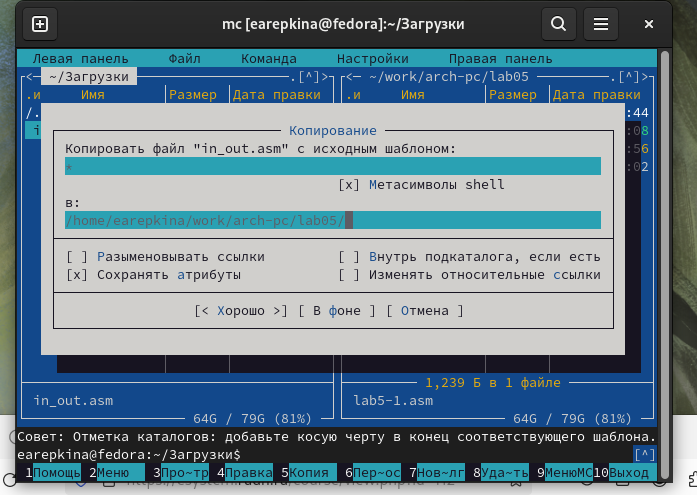 mc [earepkina@fedora]:~/Загрузки
Левая панель Файл Команда Настройки Правая панель
<─ ~/Загрузки ─.[^]>
<─ ~/work/arch-pc/lab05 ─.[^]>
.и Имя Размер Дата правки
.и Имя Размер Дата правки
/. :44
i :08
:56
:02
Копирование
Копировать файл "in_out.asm" с исходным шаблоном:
*
[x] Метасимволы shell
в:
/home/earepkina/work/arch-pc/lab05/
[ ] Разыменовывать ссылки [ ] Внутрь подкаталога, если есть
[x] Сохранять атрибуты [ ] Изменять относительные ссылки
[< Хорошо >] [ В фоне ] [ Отмена ]
1,239 Б в 1 файле
in_out.asm lab5-1.asm
64G / 79G (81%) 64G / 79G (81%)
Совет: Отметка каталогов: добавьте косую черту в конец соответствующего шаблона.
earepkina@fedora:~/Загрузки$ [^]
1Помощь 2Меню 3Про~тр 4Правка 5Копия 6Пер~ос 7Нов~лг 8Уда~ть 9МенюMC 10Выход